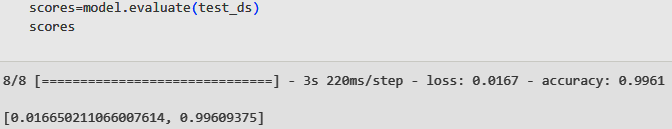 scores=model.evaluate(test_ds)
scores
8/8 [==============================] - 3s 220ms/step - loss: 0.0167 - accuracy: 0.9961
[0.016650211066007614, 0.99609375]